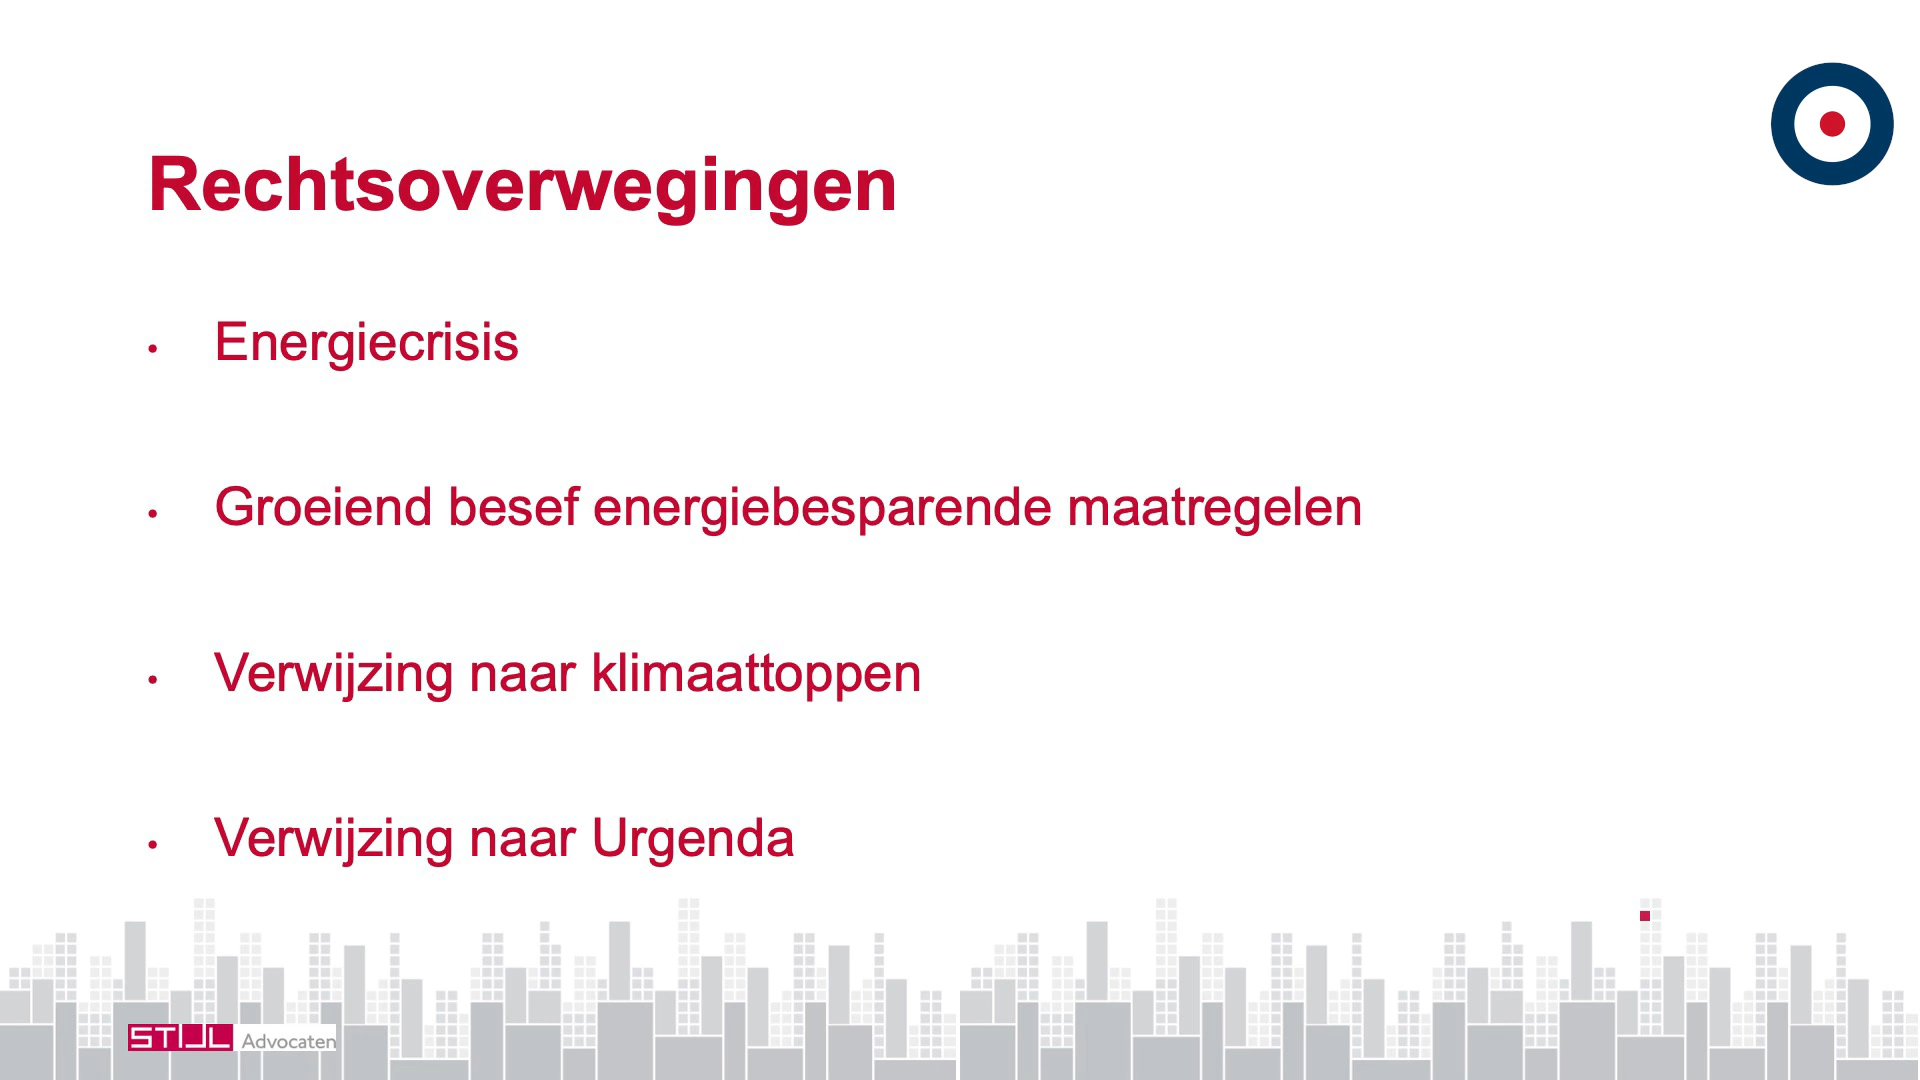 Rechtsoverwegingen
• Energiecrisis
• Groeiend besef energiebesparende maatregelen
• Verwijzing naar klimaattoppen
• Verwijzing naar Urgenda
STIJL Advocaten